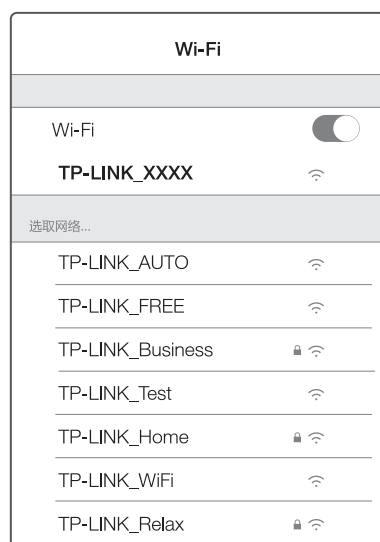 Wi-Fi
Wi-Fi
TP-LINK_XXXX
选取网络...
TP-LINK_AUTO
TP-LINK_FREE
TP-LINK_Business
TP-LINK_Test
TP-LINK_Home
TP-LINK_WiFi
TP-LINK_Relax